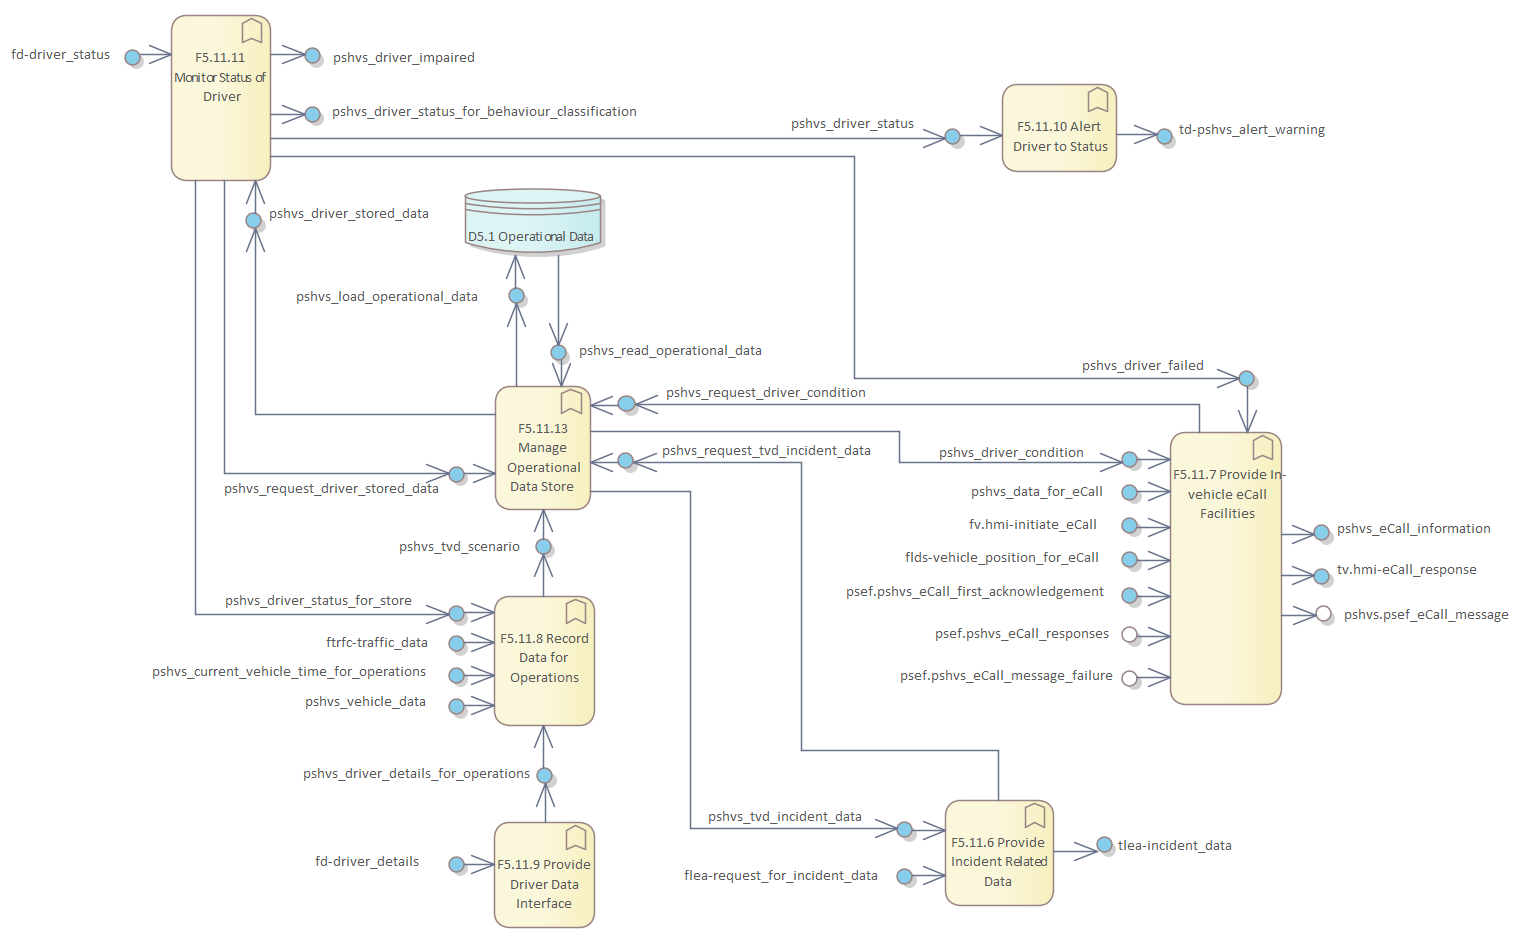 fd-driver_status
F5.11.11
Monitor Status of
Driver
pshvs_driver_impaired
pshvs_driver_status_for_behaviour_classification
pshvs_driver_status
F5.11.10 Alert
Driver to Status
td-pshvs_alert_warning
pshvs_driver_stored_data
D5.1 Operational Data
pshvs_load_operational_data
pshvs_read_operational_data
pshvs_driver_failed
pshvs_request_driver_condition
F5.11.13
Manage
Operational
Data Store
pshvs_request_tvd_incident_data
pshvs_driver_condition
pshvs_request_driver_stored_data
F5.11.7 Provide In-
vehicle eCall
Facilities
pshvs_data_for_eCall
fv.hmi-initiate_eCall
flds-vehicle_position_for_eCall
psef.pshvs_eCall_first_acknowledgement
psef.pshvs_eCall_responses
psef.pshvs_eCall_message_failure
pshvs_eCall_information
tv.hmi-eCall_response
pshvs.psef_eCall_message
pshvs_tvd_scenario
pshvs_driver_status_for_store
ftrfc-traffic_data
pshvs_current_vehicle_time_for_operations
pshvs_vehicle_data
F5.11.8 Record
Data for
Operations
pshvs_driver_details_for_operations
fd-driver_details
F5.11.9 Provide
Driver Data
Interface
pshvs_tvd_incident_data
flea-request_for_incident_data
F5.11.6 Provide
Incident Related
Data
tlea-incident_data